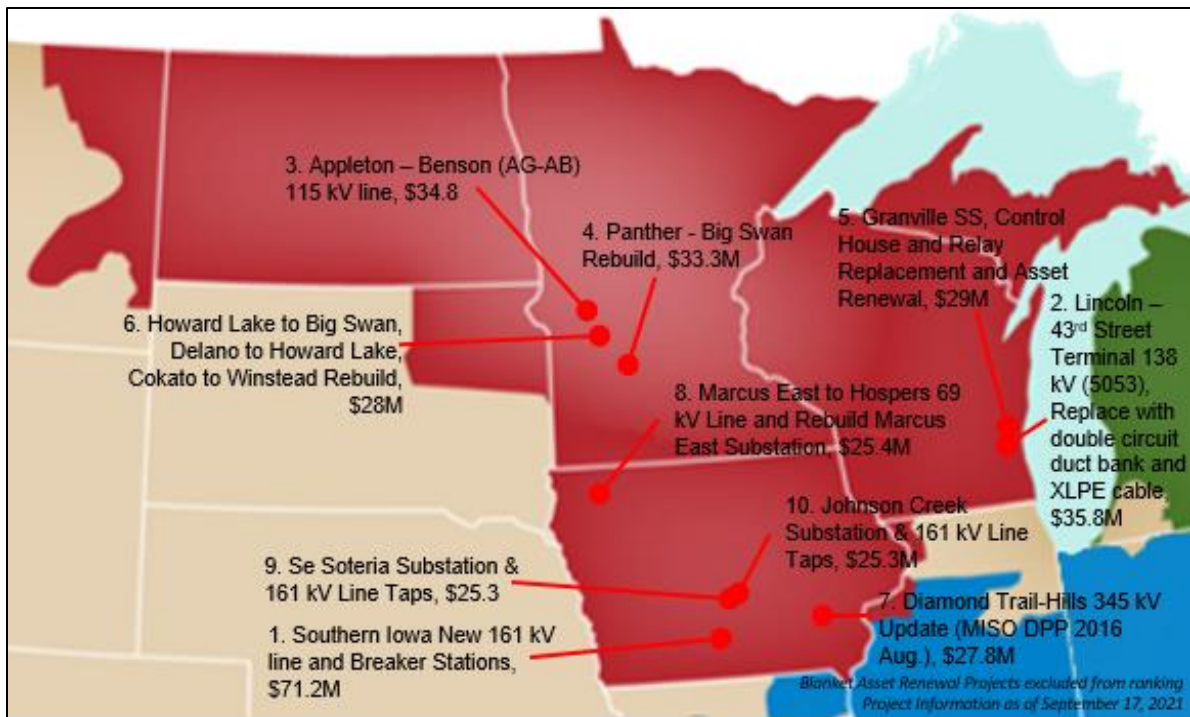 3. Appleton – Benson (AG-AB)
115 kV line, $34.8
4. Panther - Big Swan
Rebuild, $33.3M
5. Granville SS, Control
House and Relay
Replacement and Asset
Renewal, $29M
2. Lincoln –
43rd Street
Terminal 138
kV (5053),
Replace with
double circuit
duct bank and
XLPE cable,
$35.8M
6. Howard Lake to Big Swan,
Delano to Howard Lake,
Cokato to Winstead Rebuild,
$28M
8. Marcus East to Hospers 69
kV Line and Rebuild Marcus
East Substation, $25.4M
10. Johnson Creek
Substation & 161 kV Line
Taps, $25.3M
9. Se Soteria Substation &
161 kV Line Taps, $25.3
7. Diamond Trail-Hills 345 kV
Update (MISO DPP 2016
Aug.), $27.8M
1. Southern Iowa New 161 kV
line and Breaker Stations,
$71.2M
Blanket Asset Renewal Projects excluded from ranking
Project Information as of September 17, 2021